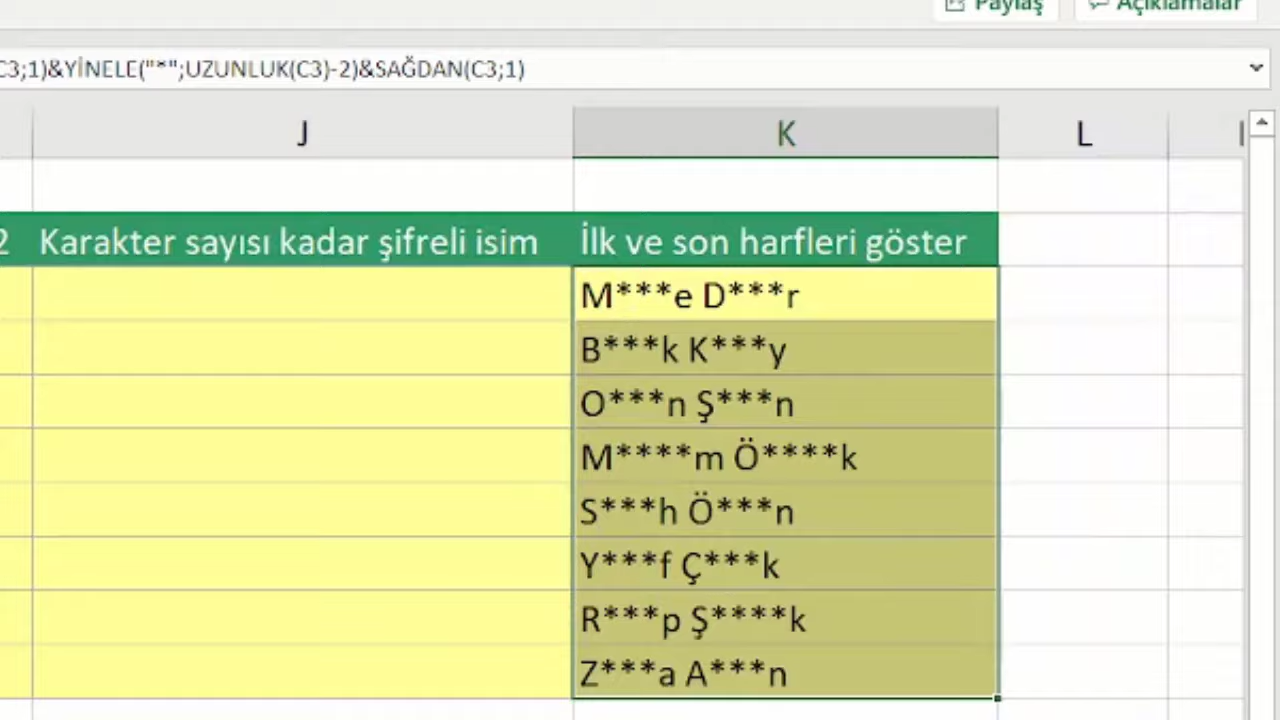 Paylaş Açıklamalar
C3;1)&YİNELE("*";UZUNLUK(C3)-2)&SAĞDAN(C3;1)
J K L
2 Karakter sayısı kadar şifreli isim İlk ve son harfleri göster
M***e D***r
B***k K***y
O***n Ş***n
M****m Ö****k
S***h Ö***n
Y***f Ç***k
R***p Ş****k
Z***a A***n